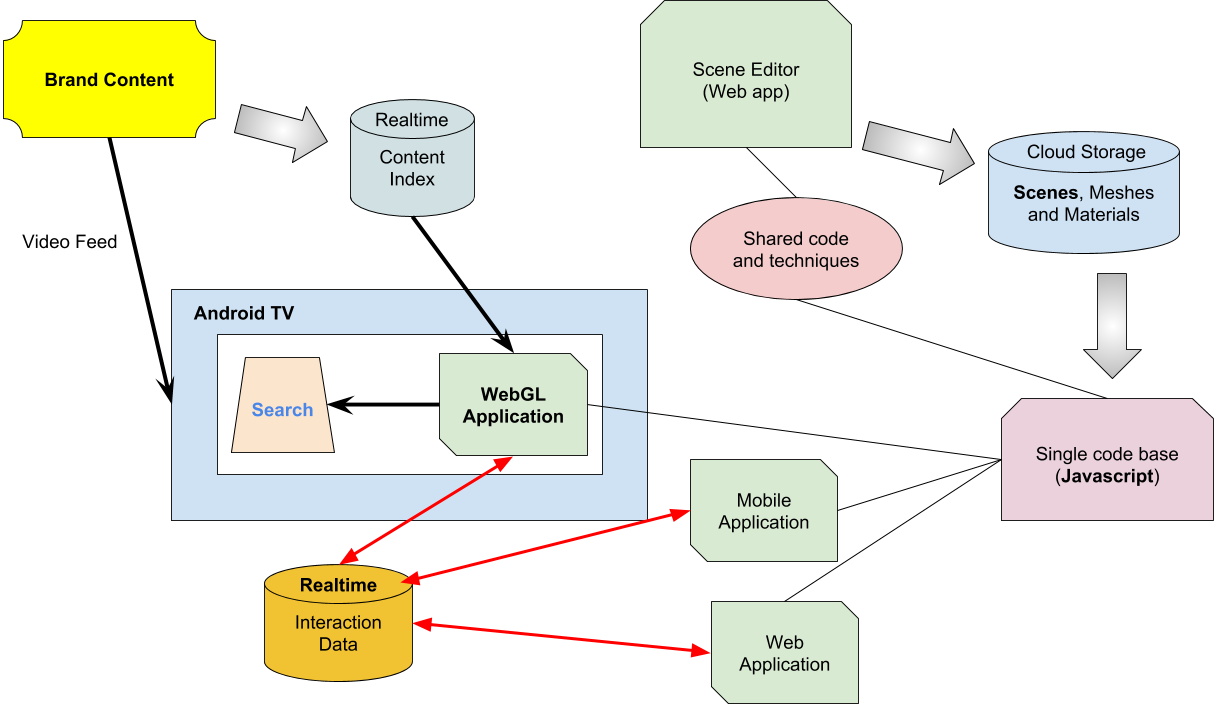 Brand Content
Scene Editor
(Web app)
Realtime
Content
Index
Cloud Storage
Scenes, Meshes
and Materials
Shared code
and techniques
Video Feed
Android TV
Search
WebGL
Application
Single code base
(Javascript)
Mobile
Application
Realtime
Interaction
Data
Web
Application